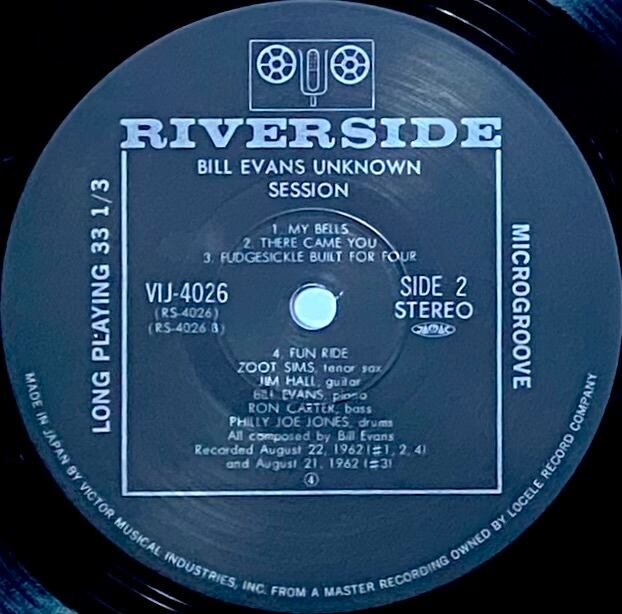 RIVERSIDE
BILL EVANS UNKNOWN
SESSION
LONG PLAYING 33 1/3
MICROGROOVE
1. MY BELLS
2. THERE CAME YOU
3. FUDGESICKLE BUILT FOR FOUR
VIJ-4026
(RS-4026)
(RS-4026 B)
SIDE 2
STEREO
4. FUN RIDE
ZOOT SIMS, tenor sax
JIM HALL, guitar
BILL EVANS, piano
RON CARTER, bass
PHILLY JOE JONES, drums
All composed by Bill Evans
Recorded August 22, 1962 (#1, 2, 4)
and August 21, 1962 (#3)
④
MADE IN JAPAN BY VICTOR MUSICAL INDUSTRIES, INC. FROM A MASTER RECORDING OWNED BY LOCELE RECORD COMPANY